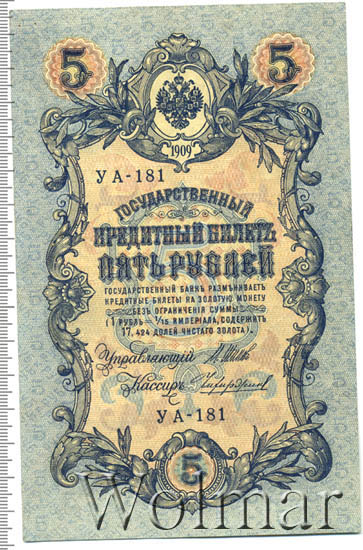 5 5
1909
УА-181
ГОСУДАРСТВЕННЫЙ
КРЕДИТНЫЙ БИЛЕТЪ
ПЯТЬ РУБЛЕЙ
ГОСУДАРСТВЕННЫЙ БАНКЪ РАЗМѢНИВАЕТЪ
КРЕДИТНЫЕ БИЛЕТЫ НА ЗОЛОТУЮ МОНЕТУ
БЕЗЪ ОГРАНИЧЕНІЯ СУММЫ
(1 РУБЛЬ = 1/15 ИМПЕРІАЛА, СОДЕРЖИТЪ
17,424 ДОЛЕЙ ЧИСТАГО ЗОЛОТА).
Управляющій
Кассиръ
УА-181
5
Wolmar